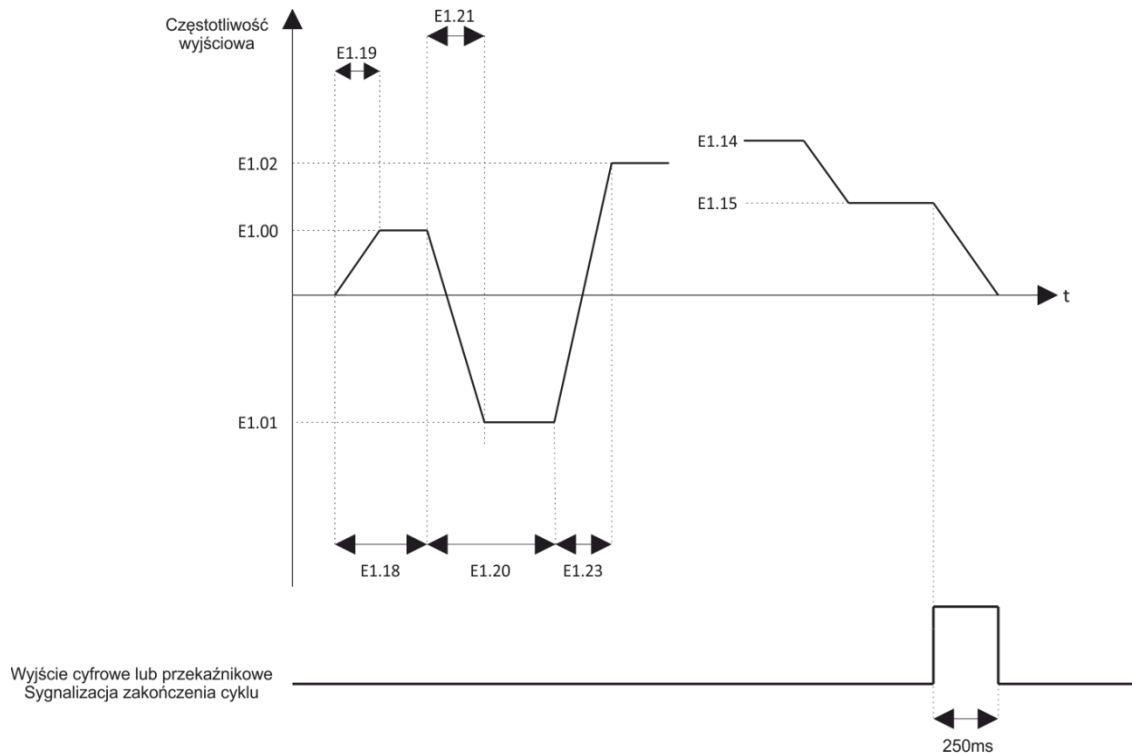 Częstotliwość
wyjściowa
E1.21
E1.19
E1.14
E1.02
E1.15
E1.00
t
E1.01
E1.18
E1.20
E1.23
Wyjście cyfrowe lub przekaźnikowe
Sygnalizacja zakończenia cyklu
250ms